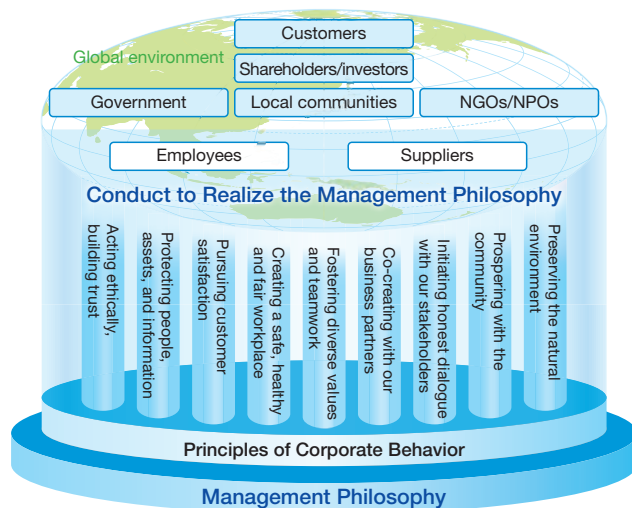 Customers
Global environment
Shareholders/investors
Government
Local communities
NGOs/NPOs
Employees
Suppliers
Conduct to Realize the Management Philosophy
Acting ethically,
building trust
Protecting people,
assets, and information
Pursuing customer
satisfaction
Creating a safe, healthy
and fair workplace
Fostering diverse values
and teamwork
Co-creating with our
business partners
Initiating honest dialogue
with our stakeholders
Prospering with the
community
Preserving the natural
environment
Principles of Corporate Behavior
Management Philosophy